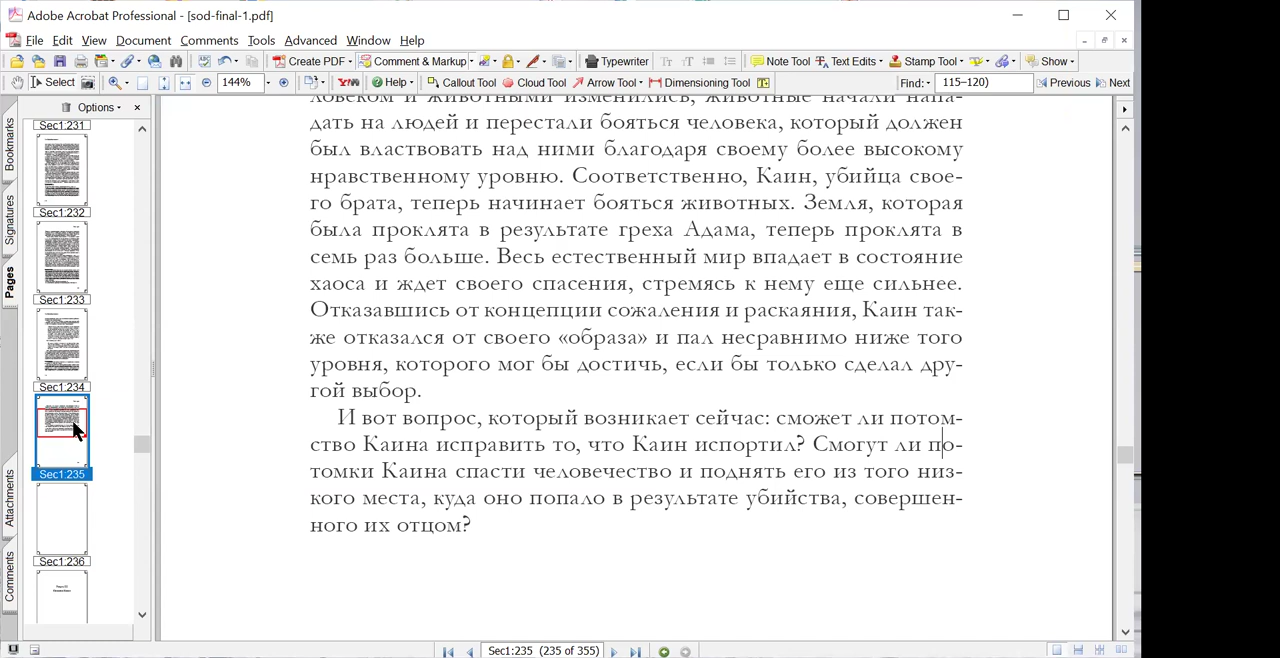 Adobe Acrobat Professional - [sod-final-1.pdf]
File Edit View Document Comments Tools Advanced Window Help
Create PDF Comment & Markup Typewriter Note Tool Text Edits Stamp Tool Show
Select 144% Help Callout Tool Cloud Tool Arrow Tool Dimensioning Tool Find: 115–120) Previous Next
Options
Bookmarks
Signatures
Pages
Attachments
Comments
Sec1:231
Sec1:232
Sec1:233
Sec1:234
Sec1:235
Sec1:236
ловеком и животными изменились, животные начали напа-
дать на людей и перестали бояться человека, который должен
был властвовать над ними благодаря своему более высокому
нравственному уровню. Соответственно, Каин, убийца свое-
го брата, теперь начинает бояться животных. Земля, которая
была проклята в результате греха Адама, теперь проклята в
семь раз больше. Весь естественный мир впадает в состояние
хаоса и ждет своего спасения, стремясь к нему еще сильнее.
Отказавшись от концепции сожаления и раскаяния, Каин так-
же отказался от своего «образа» и пал несравнимо ниже того
уровня, которого мог бы достичь, если бы только сделал дру-
гой выбор.
И вот вопрос, который возникает сейчас: сможет ли потом-
ство Каина исправить то, что Каин испортил? Смогут ли по-
томки Каина спасти человечество и поднять его из того низ-
кого места, куда оно попало в результате убийства, совершен-
ного их отцом?
Sec1:235 (235 of 355)